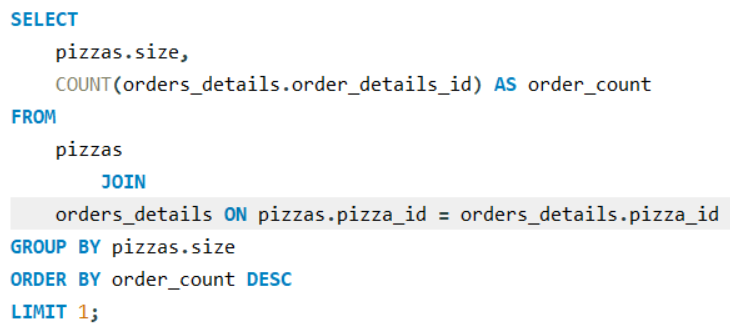 SELECT
pizzas.size,
COUNT(orders_details.order_details_id) AS order_count
FROM
pizzas
JOIN
orders_details ON pizzas.pizza_id = orders_details.pizza_id
GROUP BY pizzas.size
ORDER BY order_count DESC
LIMIT 1;